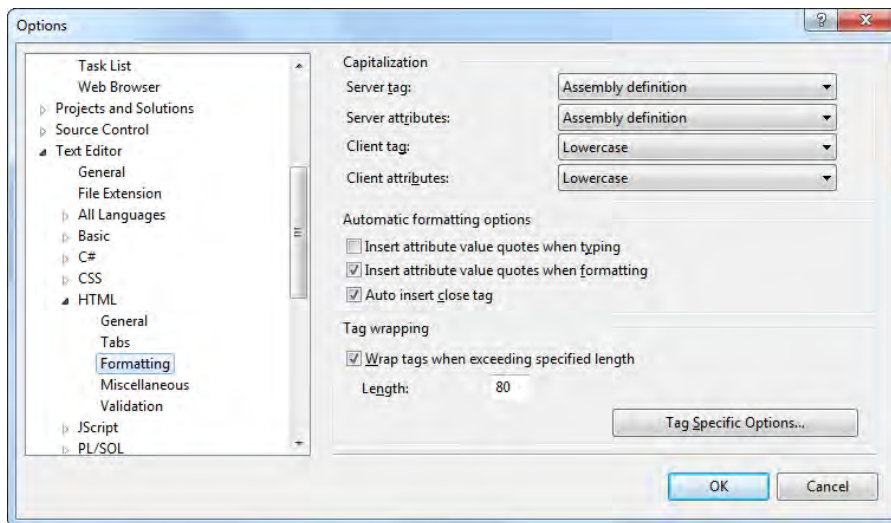 Options
Task List
Web Browser
Projects and Solutions
Source Control
Text Editor
General
File Extension
All Languages
Basic
C#
CSS
HTML
General
Tabs
Formatting
Miscellaneous
Validation
JScript
PL/SQL
Capitalization
Server tag: Assembly definition
Server attributes: Assembly definition
Client tag: Lowercase
Client attributes: Lowercase
Automatic formatting options
Insert attribute value quotes when typing
Insert attribute value quotes when formatting
Auto insert close tag
Tag wrapping
Wrap tags when exceeding specified length
Length: 80
Tag Specific Options...
OK Cancel